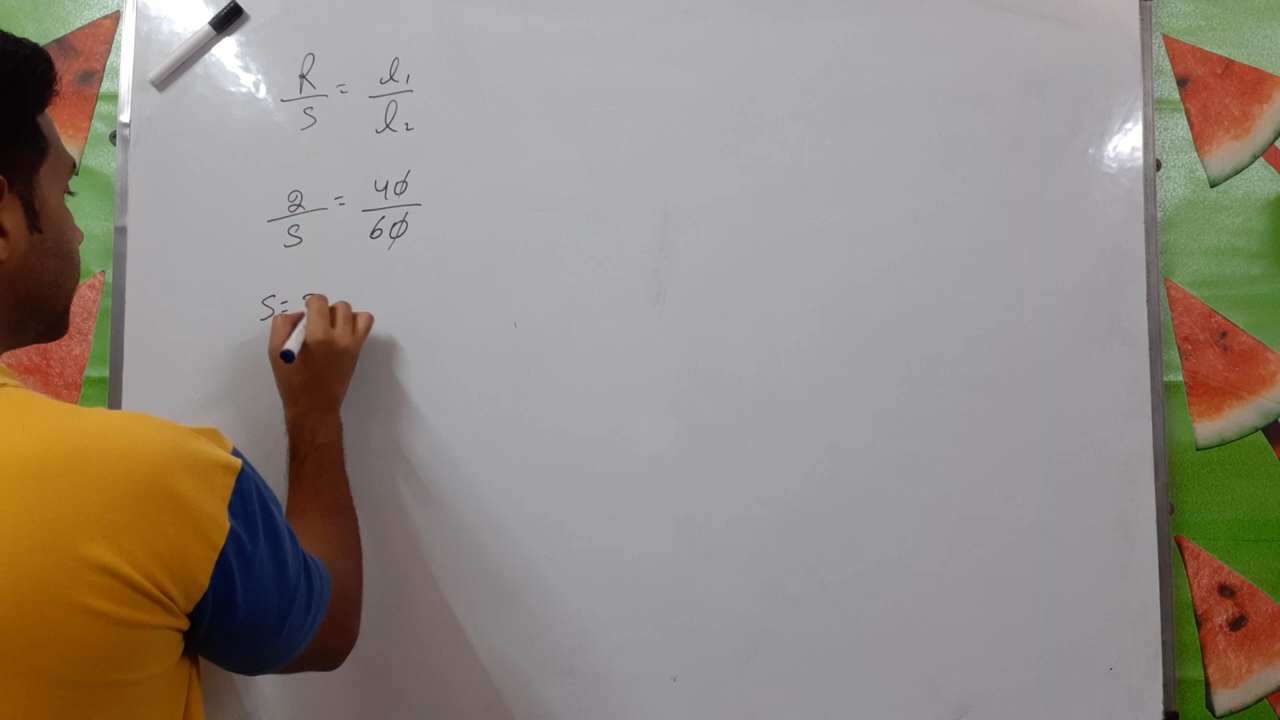 R/S = l₁/l₂
2/S = 40/60
S =